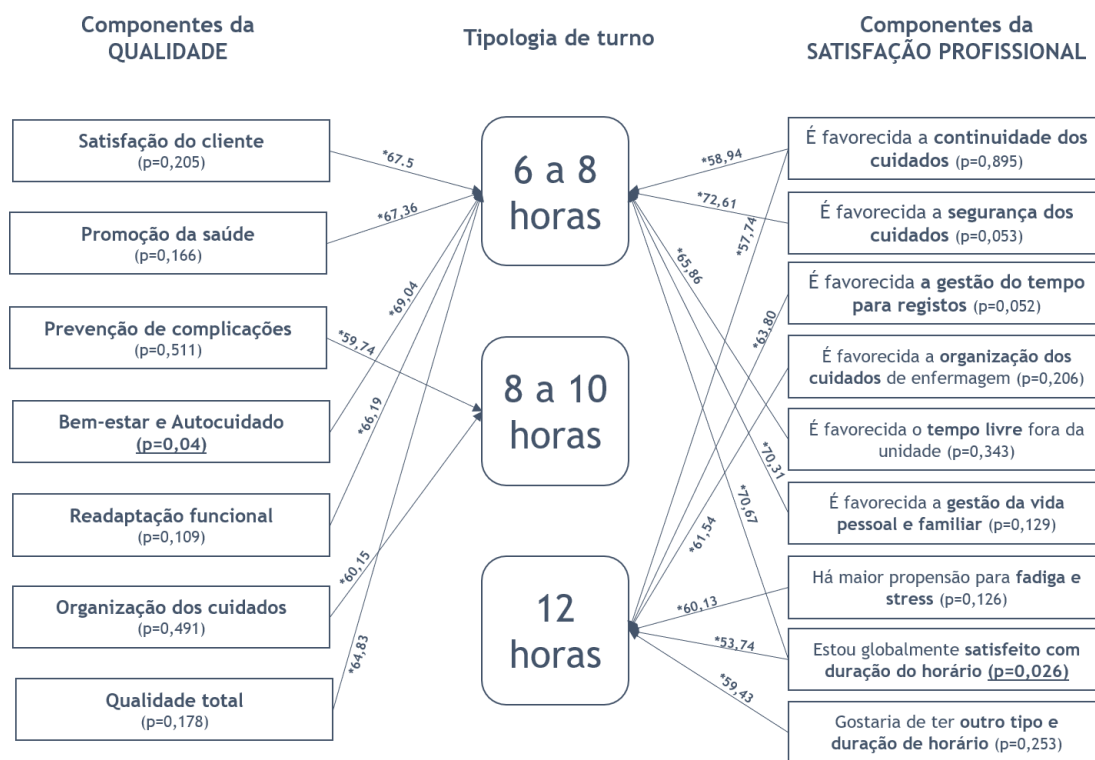 Componentes da
QUALIDADE
Tipologia de turno
Componentes da
SATISFAÇÃO PROFISSIONAL
Satisfação do cliente
(p=0,205)
Promoção da saúde
(p=0,166)
Prevenção de complicações
(p=0,511)
Bem-estar e Autocuidado
(p=0,04)
Readaptação funcional
(p=0,109)
Organização dos cuidados
(p=0,491)
Qualidade total
(p=0,178)
*67.5
*67,36
*69,04
*59,74
*66,19
*60,15
*64,83
6 a 8
horas
8 a 10
horas
12
horas
*58,94
*72,61
*57,74
*65,86
*63,80
*70,31
*70,67
*61,54
*60,13
*53,74
*59,43
É favorecida a continuidade dos
cuidados (p=0,895)
É favorecida a segurança dos
cuidados (p=0,053)
É favorecida a gestão do tempo
para registos (p=0,052)
É favorecida a organização dos
cuidados de enfermagem (p=0,206)
É favorecida o tempo livre fora da
unidade (p=0,343)
É favorecida a gestão da vida
pessoal e familiar (p=0,129)
Há maior propensão para fadiga e
stress (p=0,126)
Estou globalmente satisfeito com
duração do horário (p=0,026)
Gostaria de ter outro tipo e
duração de horário (p=0,253)